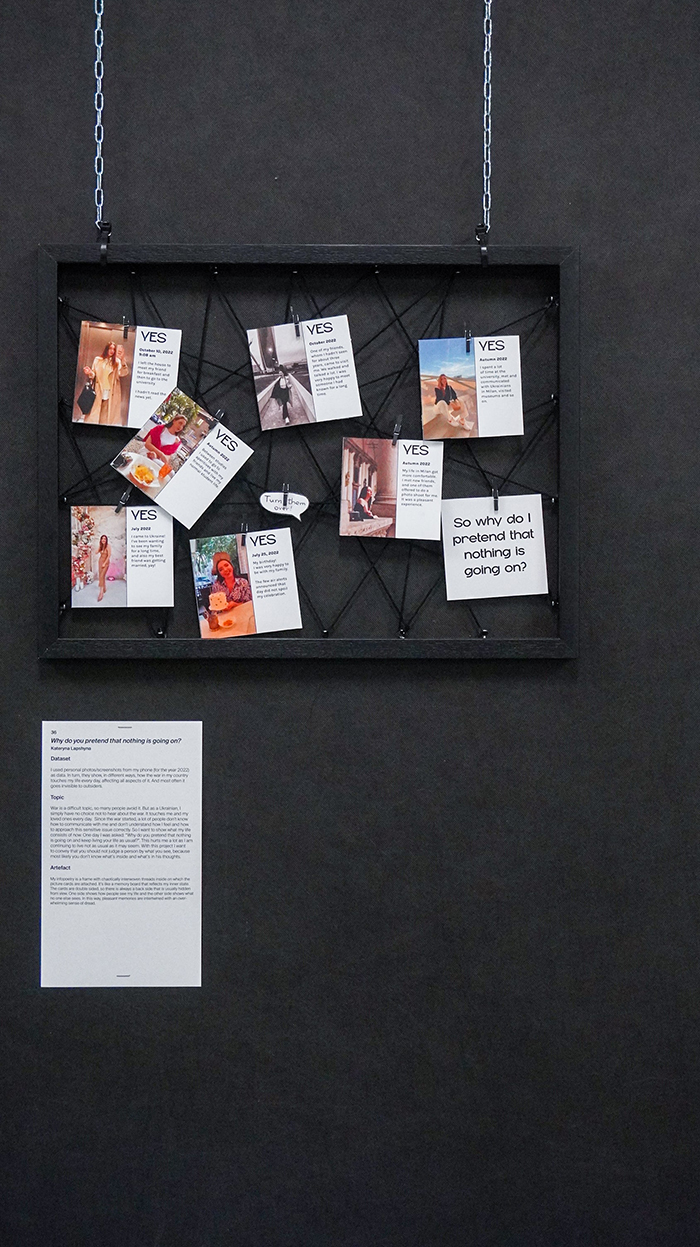 YES
October 10, 2022
9:08 am
I left the house to
meet my friend
for breakfast and
then to go to the
university
I hadn't read the
news yet.
YES
October 2022
One of my friends,
whom I hadn't seen
for about three
years, came to visit
me. We walked and
talked a lot. I was
very happy to meet
someone I had
known for a long
time.
YES
Autumn 2022
I spent a lot
of time at the
university, met and
communicated
with Ukrainians
in Milan, visited
museums and so
on.
YES
Autumn 2022
YES
Autumn 2022
My life in Milan got
more comfortable,
I met new friends,
and one of them
offered to do a
photo shoot for me.
It was a pleasant
experience.
Turn them
over!
So why do I
pretend that
nothing is
going on?
YES
July 2022
I came to Ukraine!
I've been wanting
to see my family
for a long time,
and also my best
friend was getting
married, yay!
YES
July 25, 2022
My birthday!
I was very happy to
be with my family.
The few air alerts
announced that
day did not spoil
my celebration.
36
Why do you pretend that nothing is going on?
Kateryna Lapshyna
Dataset
I used personal photos/screenshots from my phone (for the year 2022)
as data. In turn, they show, in different ways, how the war in my country
touches my life every day, affecting all aspects of it. And most often it
goes invisible to outsiders.
Topic
War is a difficult topic, so many people avoid it. But as a Ukrainian, I
simply have no choice not to hear about the war. It touches me and my
loved ones every day. Since the war started, a lot of people don't know
how to communicate with me and don't understand how I feel and how
to approach this sensitive issue correctly. So I want to show what my life
consists of now. One day I was asked: "Why do you pretend that nothing
is going on and keep living your life as usual?". This hurts me a lot as I am
continuing to live not as usual as it may seem. With this project I want
to convey that you should not judge a person by what you see, because
most likely you don't know what's inside and what's in his thoughts.
Artefact
My Infopoetry is a frame with chaotically interwoven threads inside on which the
picture cards are attached. It's like a memory board that reflects my inner state.
The cards are double-sided, so there is always a back side that is usually hidden
from view. One side shows how people see my life and the other side shows what
no one else sees. In this way, pleasant memories are intertwined with an over-
whelming sense of dread.